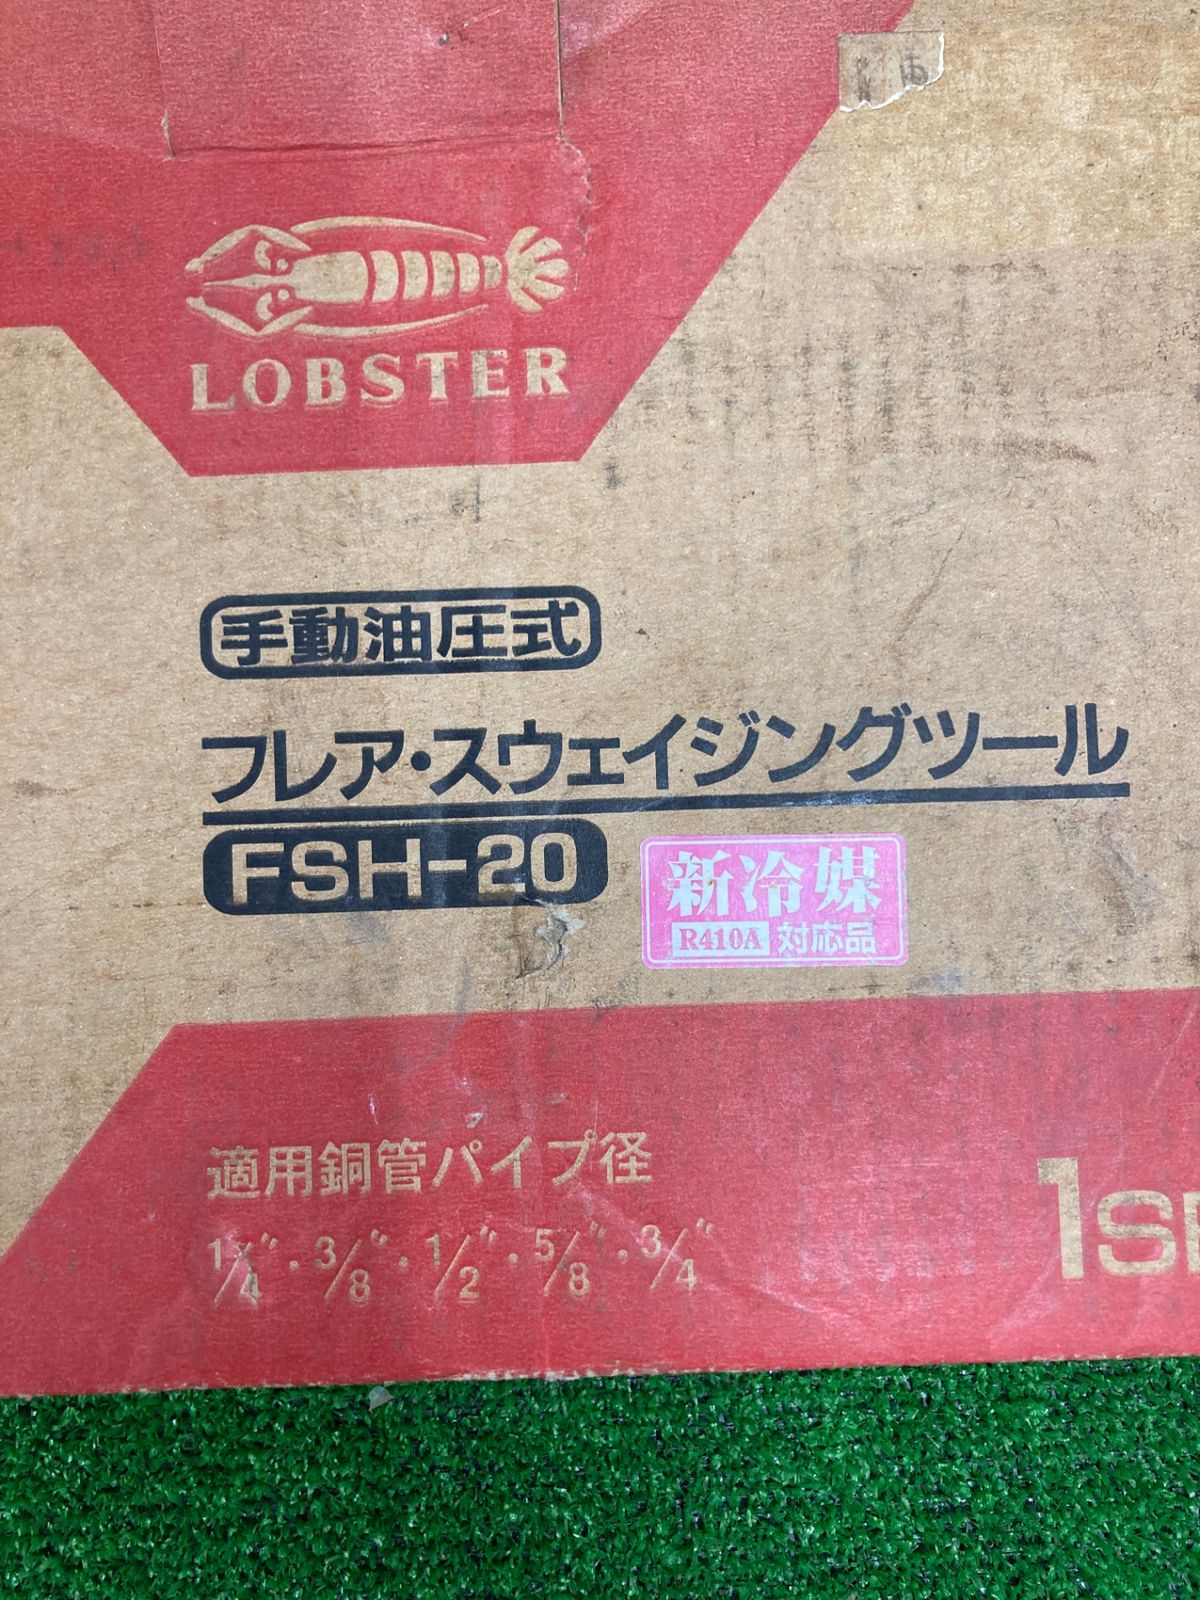 LOBSTER
手動油圧式
フレア・スウェイジングツール
FSH-20
新冷媒
R410A 対応品
適用銅管パイプ径
1/4"・3/8"・1/2"・5/8"・3/4"